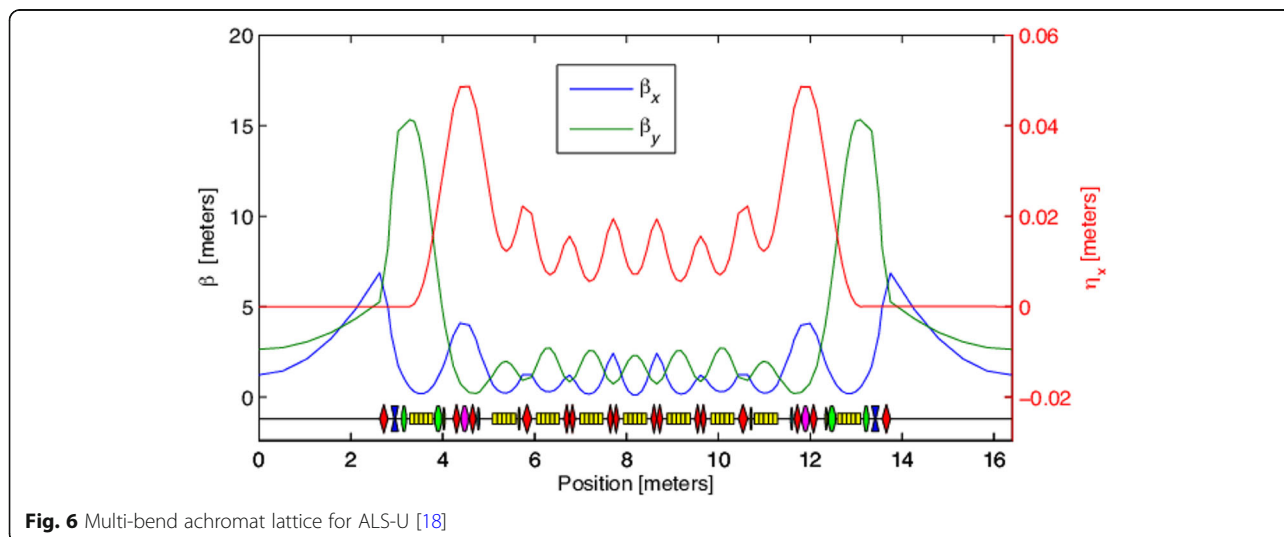 20
15
10
5
0
β [meters]
0.06
0.04
0.02
0
−0.02
η_x [meters]
β_x
β_y
0 2 4 6 8 10 12 14 16
Position [meters]
Fig. 6 Multi-bend achromat lattice for ALS-U [18]